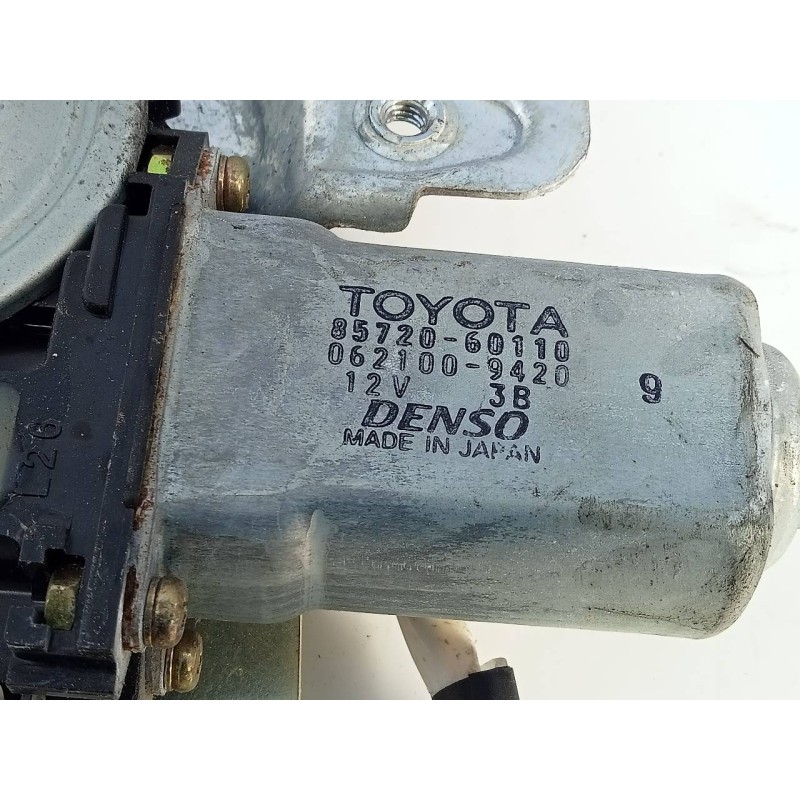 TOYOTA
85720-60110
062100-9420
12V 3B 9
DENSO
MADE IN JAPAN
L26